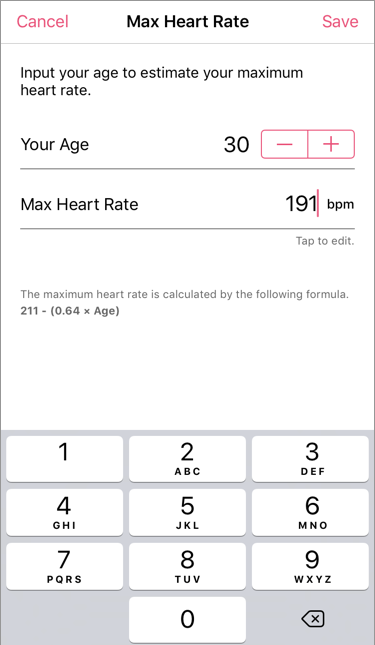 Cancel Max Heart Rate Save
Input your age to estimate your maximum
heart rate.
Your Age 30 − +
Max Heart Rate 191 bpm
Tap to edit.
The maximum heart rate is calculated by the following formula.
211 - (0.64 × Age)
1 2 3
ABC DEF
4 5 6
GHI JKL MNO
7 8 9
PQRS TUV WXYZ
0